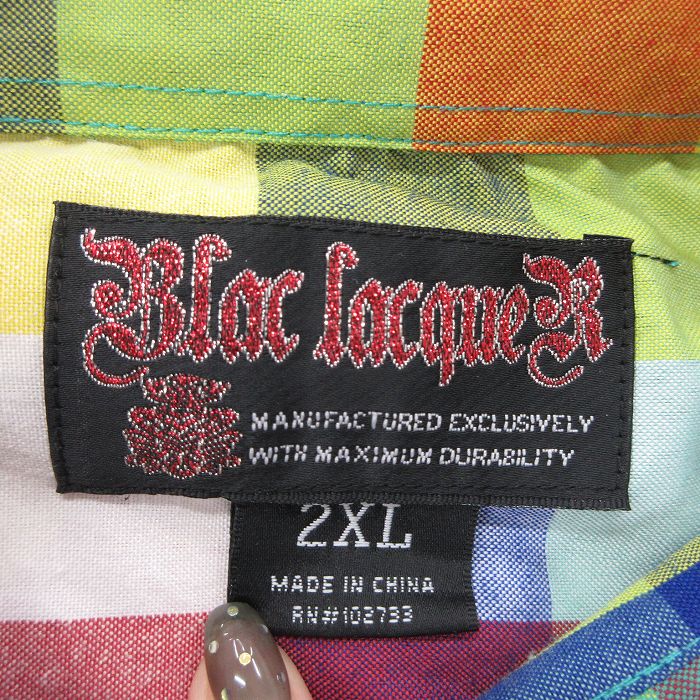 Blac lacqueR
MANUFACTURED EXCLUSIVELY
WITH MAXIMUM DURABILITY
2XL
MADE IN CHINA
RN#102733